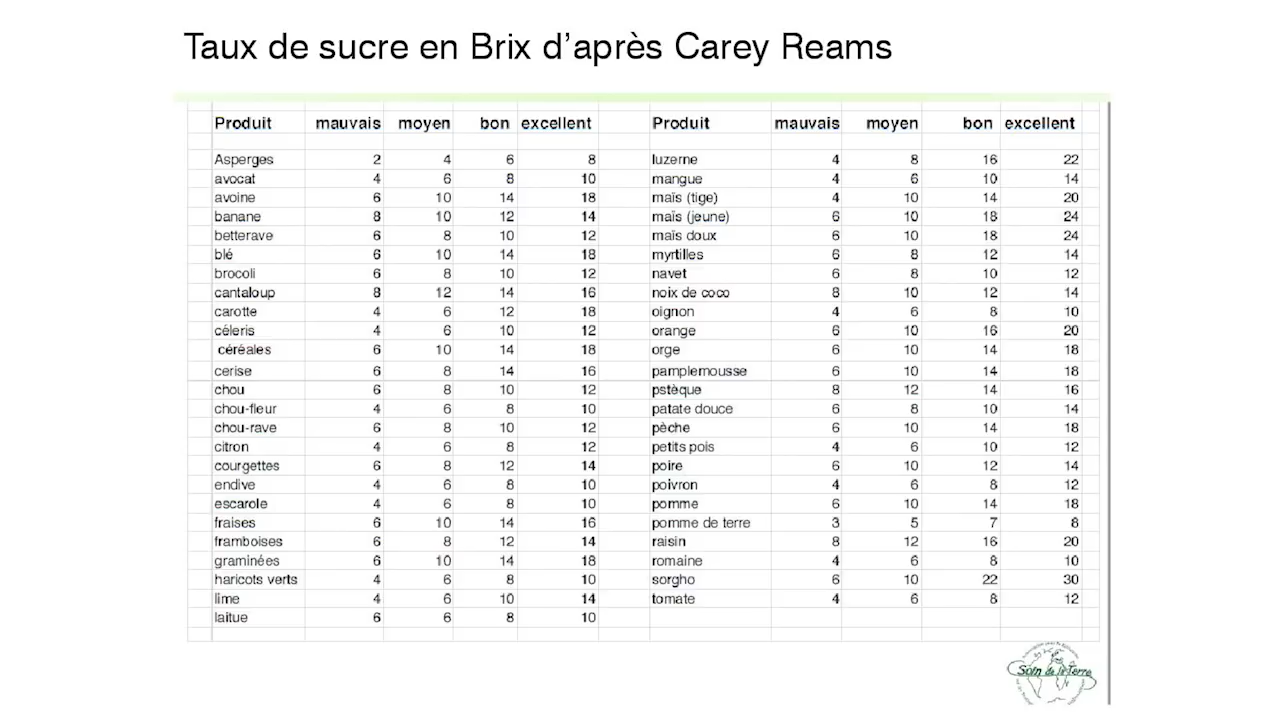 Taux de sucre en Brix d'après Carey Reams
Produit mauvais moyen bon excellent Produit mauvais moyen bon excellent
Asperges 2 4 6 8 luzerne 4 8 16 22
avocat 4 6 8 10 mangue 4 6 10 14
avoine 6 10 14 18 maïs (tige) 4 10 14 20
banane 8 10 12 14 maïs (jeune) 6 10 18 24
betterave 6 8 10 12 maïs doux 6 10 18 24
blé 6 10 14 18 myrtilles 6 8 12 14
brocoli 6 8 10 12 navet 6 8 10 12
cantaloup 8 12 14 16 noix de coco 8 10 12 14
carotte 4 6 12 18 oignon 4 6 8 10
céleris 4 6 10 12 orange 6 10 16 20
céréales 6 10 14 18 orge 6 10 14 18
cerise 6 8 14 16 pamplemousse 6 10 14 18
chou 6 8 10 12 pstèque 8 12 14 16
chou-fleur 4 6 8 10 patate douce 6 8 10 14
chou-rave 6 8 10 12 pèche 6 10 14 18
citron 4 6 8 12 petits pois 4 6 10 12
courgettes 6 8 12 14 poire 6 10 12 14
endive 4 6 8 10 poivron 4 6 8 12
escarole 4 6 8 10 pomme 6 10 14 18
fraises 6 10 14 16 pomme de terre 3 5 7 8
framboises 6 8 12 14 raisin 8 12 16 20
graminées 6 10 14 18 romaine 4 6 8 10
haricots verts 4 6 8 10 sorgho 6 10 22 30
lime 4 6 10 14 tomate 4 6 8 12
laitue 6 6 8 10
Soin de la Terre